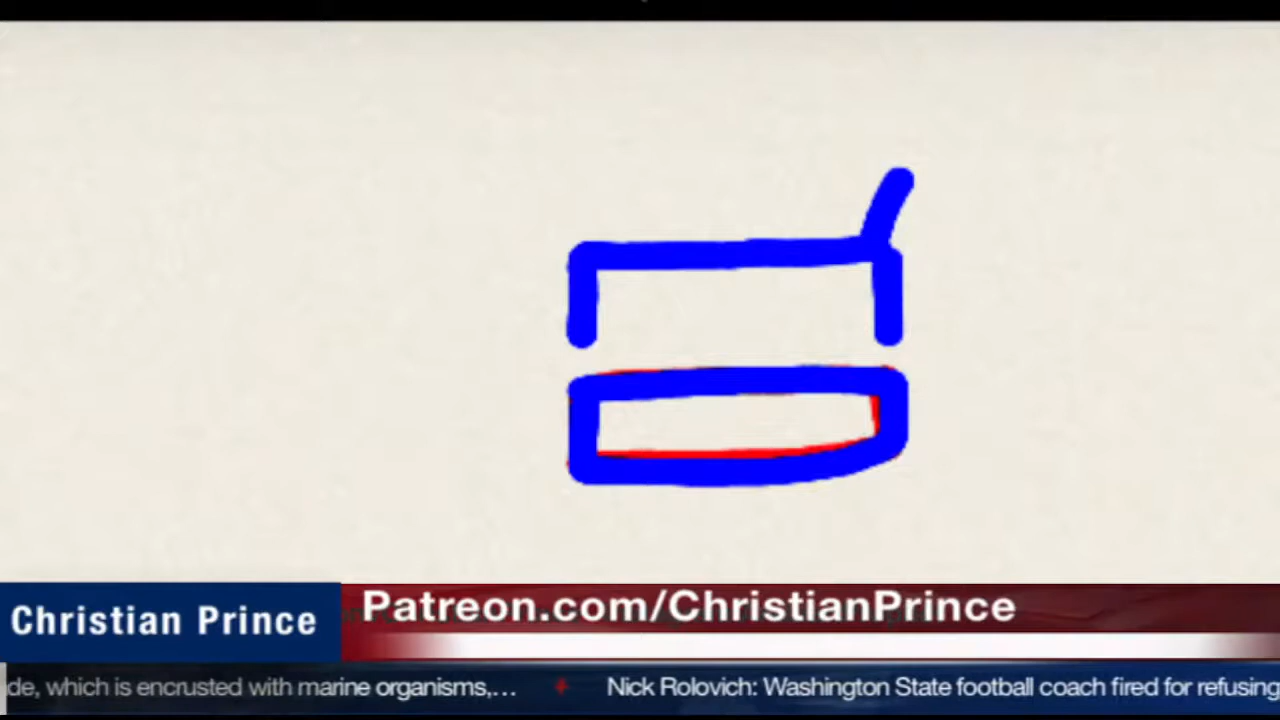 Christian Prince
Patreon.com/ChristianPrince
de, which is encrusted with marine organisms,... Nick Rolovich: Washington State football coach fired for refusing